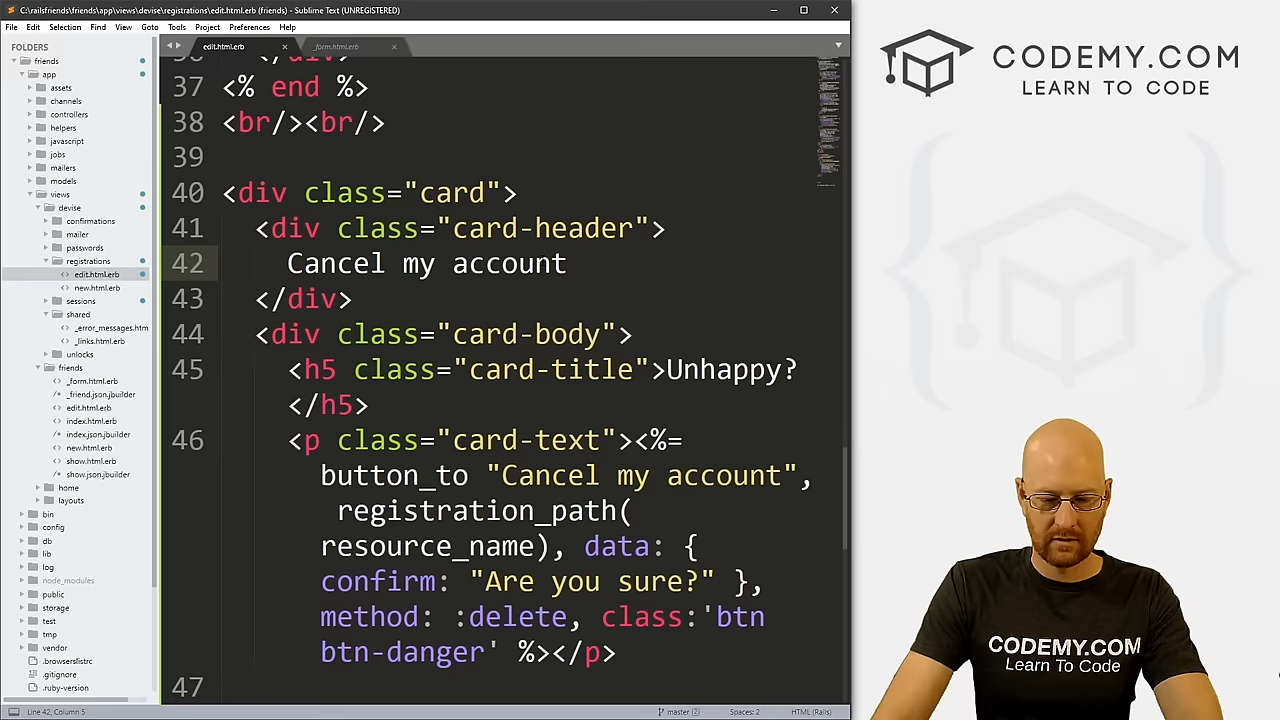 C:\railsfriends\friends\app\views\devise\registrations\edit.html.erb (friends) - Sublime Text (UNREGISTERED)
File Edit Selection Find View Goto Tools Project Preferences Help
FOLDERS
friends
app
assets
channels
controllers
helpers
javascript
jobs
mailers
models
views
devise
confirmations
mailer
passwords
registrations
edit.html.erb
new.html.erb
sessions
shared
_error_messages.htm
_links.html.erb
unlocks
friends
_form.html.erb
_friend.json.jbuilder
edit.html.erb
index.html.erb
index.json.jbuilder
new.html.erb
show.html.erb
show.json.jbuilder
home
layouts
bin
config
db
lib
log
node_modules
public
storage
test
tmp
vendor
.browserslistrc
.gitignore
.ruby-version
edit.html.erb
_form.html.erb
36 </div>
37 <% end %>
38 <br/><br/>
39
40 <div class="card">
41 <div class="card-header">
42 Cancel my account
43 </div>
44 <div class="card-body">
45 <h5 class="card-title">Unhappy?
</h5>
46 <p class="card-text"><%=
button_to "Cancel my account",
registration_path(
resource_name), data: {
confirm: "Are you sure?" },
method: :delete, class:'btn
btn-danger' %></p>
47
Line 42, Column 5
master 2
Spaces: 2
HTML (Rails)
CODEMY.COM
LEARN TO CODE
CODEMY.COM
Learn To Code